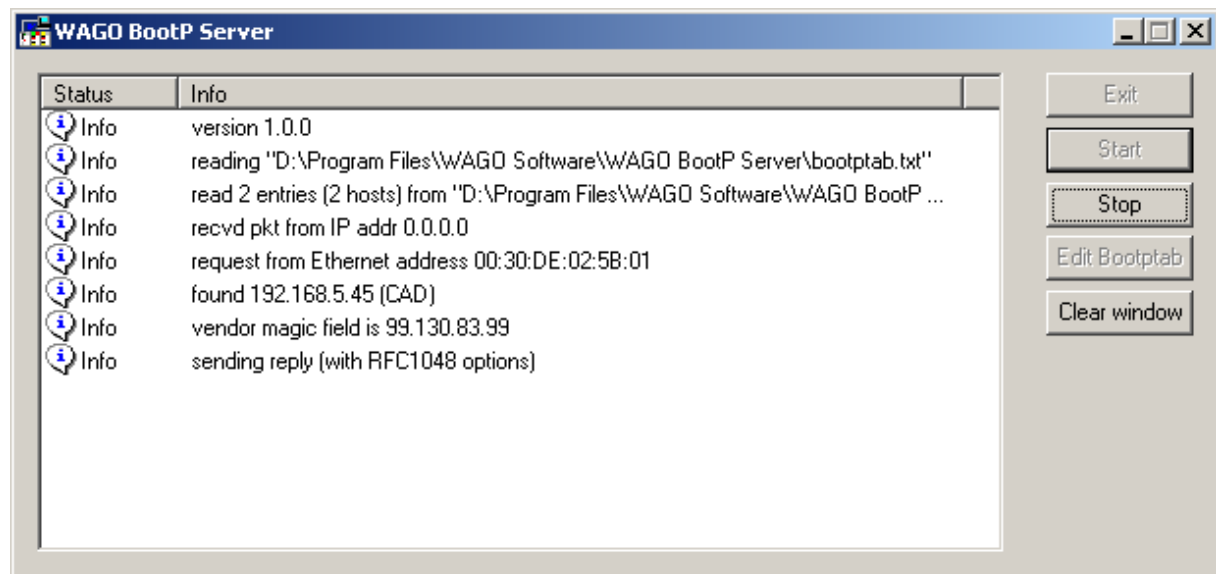 WAGO BootP Server
Status Info
Info version 1.0.0
Info reading "D:\Program Files\WAGO Software\WAGO BootP Server\bootptab.txt"
Info read 2 entries (2 hosts) from "D:\Program Files\WAGO Software\WAGO BootP ...
Info recvd pkt from IP addr 0.0.0.0
Info request from Ethernet address 00:30:DE:02:5B:01
Info found 192.168.5.45 (CAD)
Info vendor magic field is 99.130.83.99
Info sending reply (with RFC1048 options)
Exit
Start
Stop
Edit Bootptab
Clear window